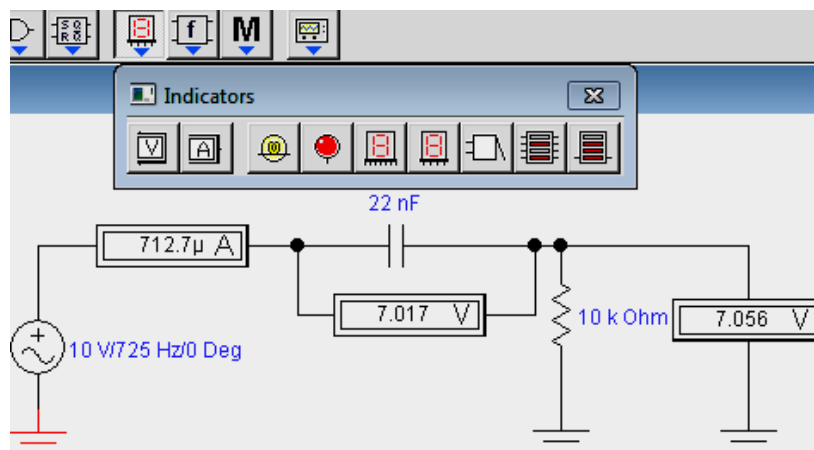 S Q
R Q
f
M
Indicators
V
A
22 nF
712.7μ A
7.017 V
10 k Ohm
7.056 V
10 V/725 Hz/0 Deg